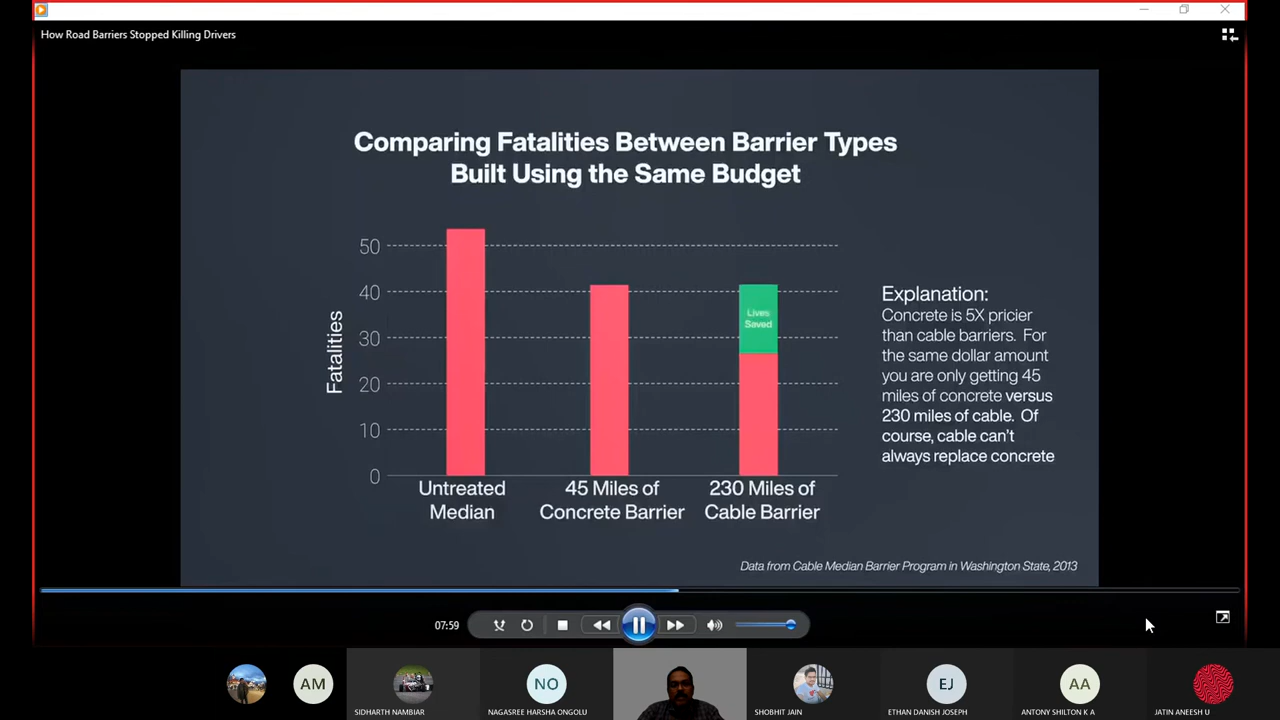 How Road Barriers Stopped Killing Drivers
Comparing Fatalities Between Barrier Types
Built Using the Same Budget
Fatalities
50
40
30
20
10
0
Lives
Saved
Untreated
Median
45 Miles of
Concrete Barrier
230 Miles of
Cable Barrier
Explanation:
Concrete is 5X pricier
than cable barriers. For
the same dollar amount
you are only getting 45
miles of concrete versus
230 miles of cable. Of
course, cable can't
always replace concrete
Data from Cable Median Barrier Program in Washington State, 2013
07:59
AM
SIDHARTH NAMBIAR
NO
NAGASREE HARSHA ONGOLU
SHOBHIT JAIN
EJ
ETHAN DANISH JOSEPH
AA
ANTONY SHILTON K A
JATIN ANEESH U